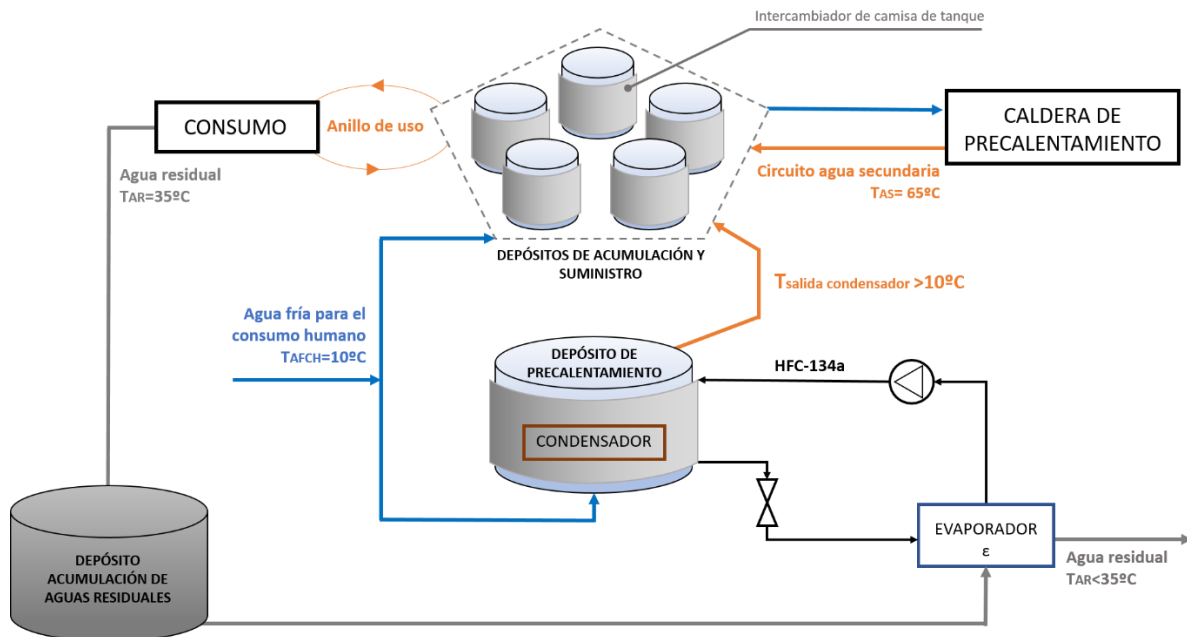 Intercambiador de camisa de tanque
CONSUMO
Anillo de uso
CALDERA DE
PRECALENTAMIENTO
Agua residual
TAR=35ºC
Circuito agua secundaria
TAS= 65ºC
DEPÓSITOS DE ACUMULACIÓN Y
SUMINISTRO
Tsalida condensador >10ºC
Agua fría para el
consumo humano
TAFCH=10ºC
DEPÓSITO DE
PRECALENTAMIENTO
HFC-134a
CONDENSADOR
EVAPORADOR
ε
DEPÓSITO
ACUMULACIÓN DE
AGUAS RESIDUALES
Agua residual
TAR<35ºC